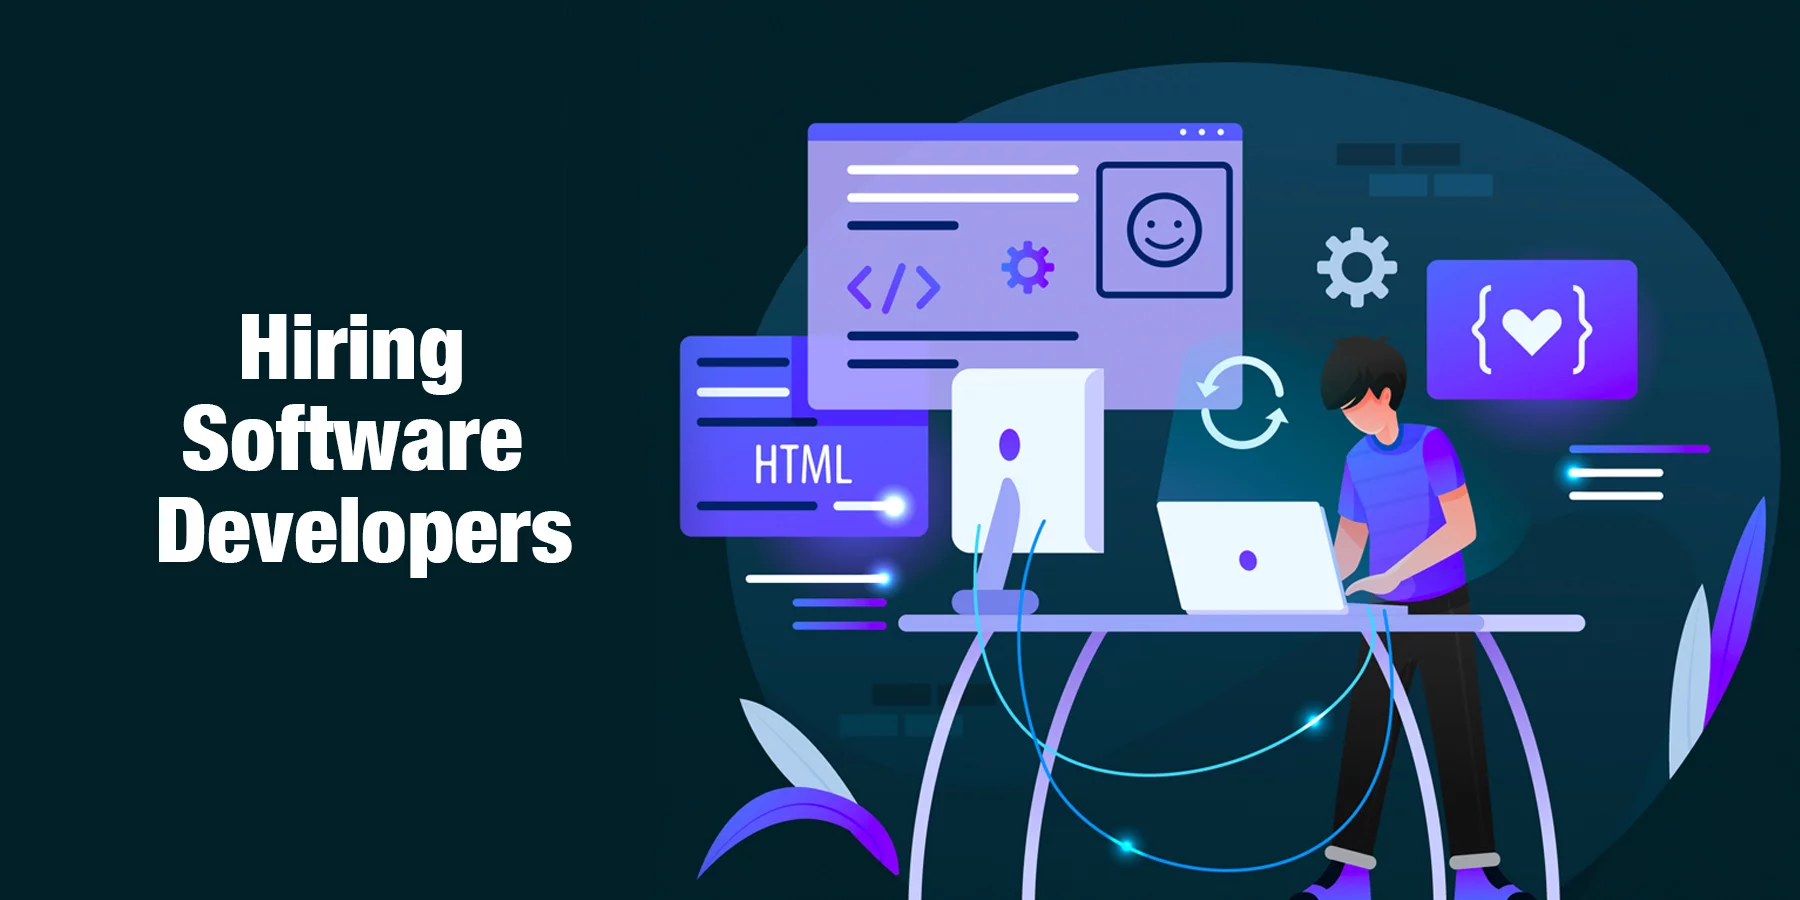 Hiring
Software
Developers
</>
{ }
HTML